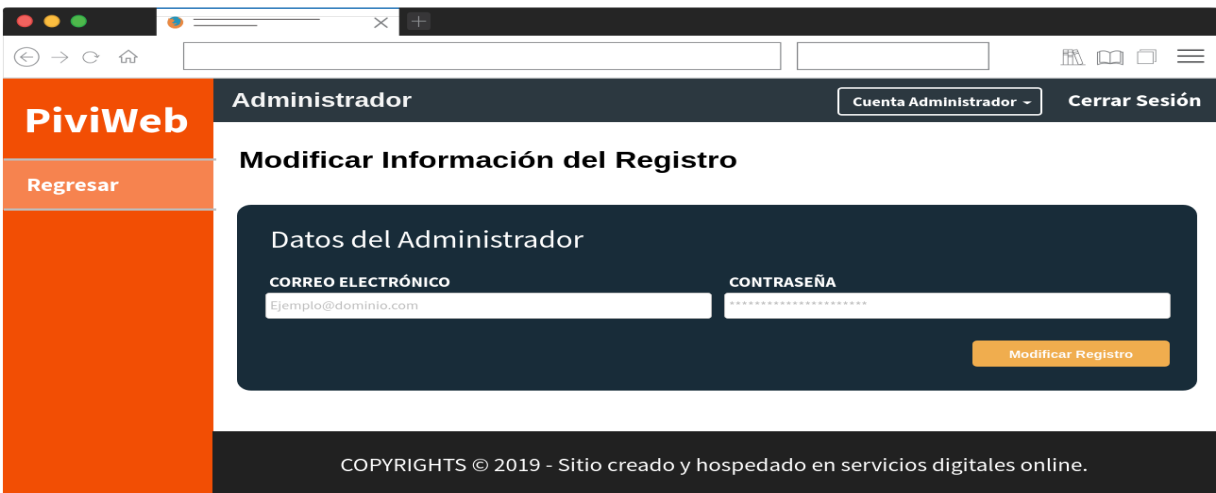 PiviWeb
Regresar
Administrador
Cuenta Administrador
Cerrar Sesión
Modificar Información del Registro
Datos del Administrador
CORREO ELECTRÓNICO
CONTRASEÑA
Ejemplo@dominio.com
**********************
Modificar Registro
COPYRIGHTS © 2019 - Sitio creado y hospedado en servicios digitales online.